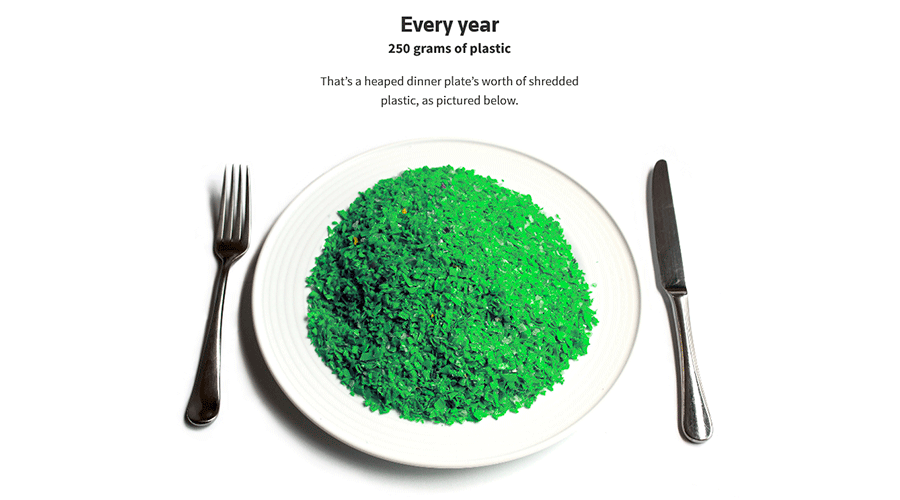 Every year
250 grams of plastic
That’s a heaped dinner plate’s worth of shredded
plastic, as pictured below.